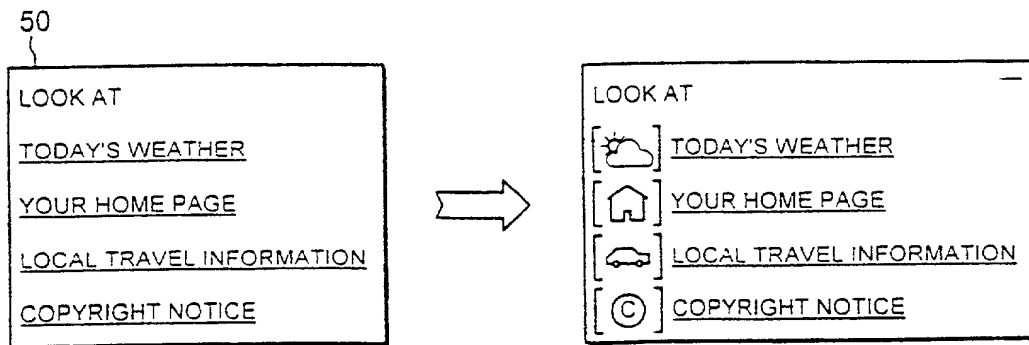 50
LOOK AT
TODAY'S WEATHER
YOUR HOME PAGE
LOCAL TRAVEL INFORMATION
COPYRIGHT NOTICE
LOOK AT
[ ] TODAY'S WEATHER
[ ] YOUR HOME PAGE
[ ] LOCAL TRAVEL INFORMATION
[©] COPYRIGHT NOTICE